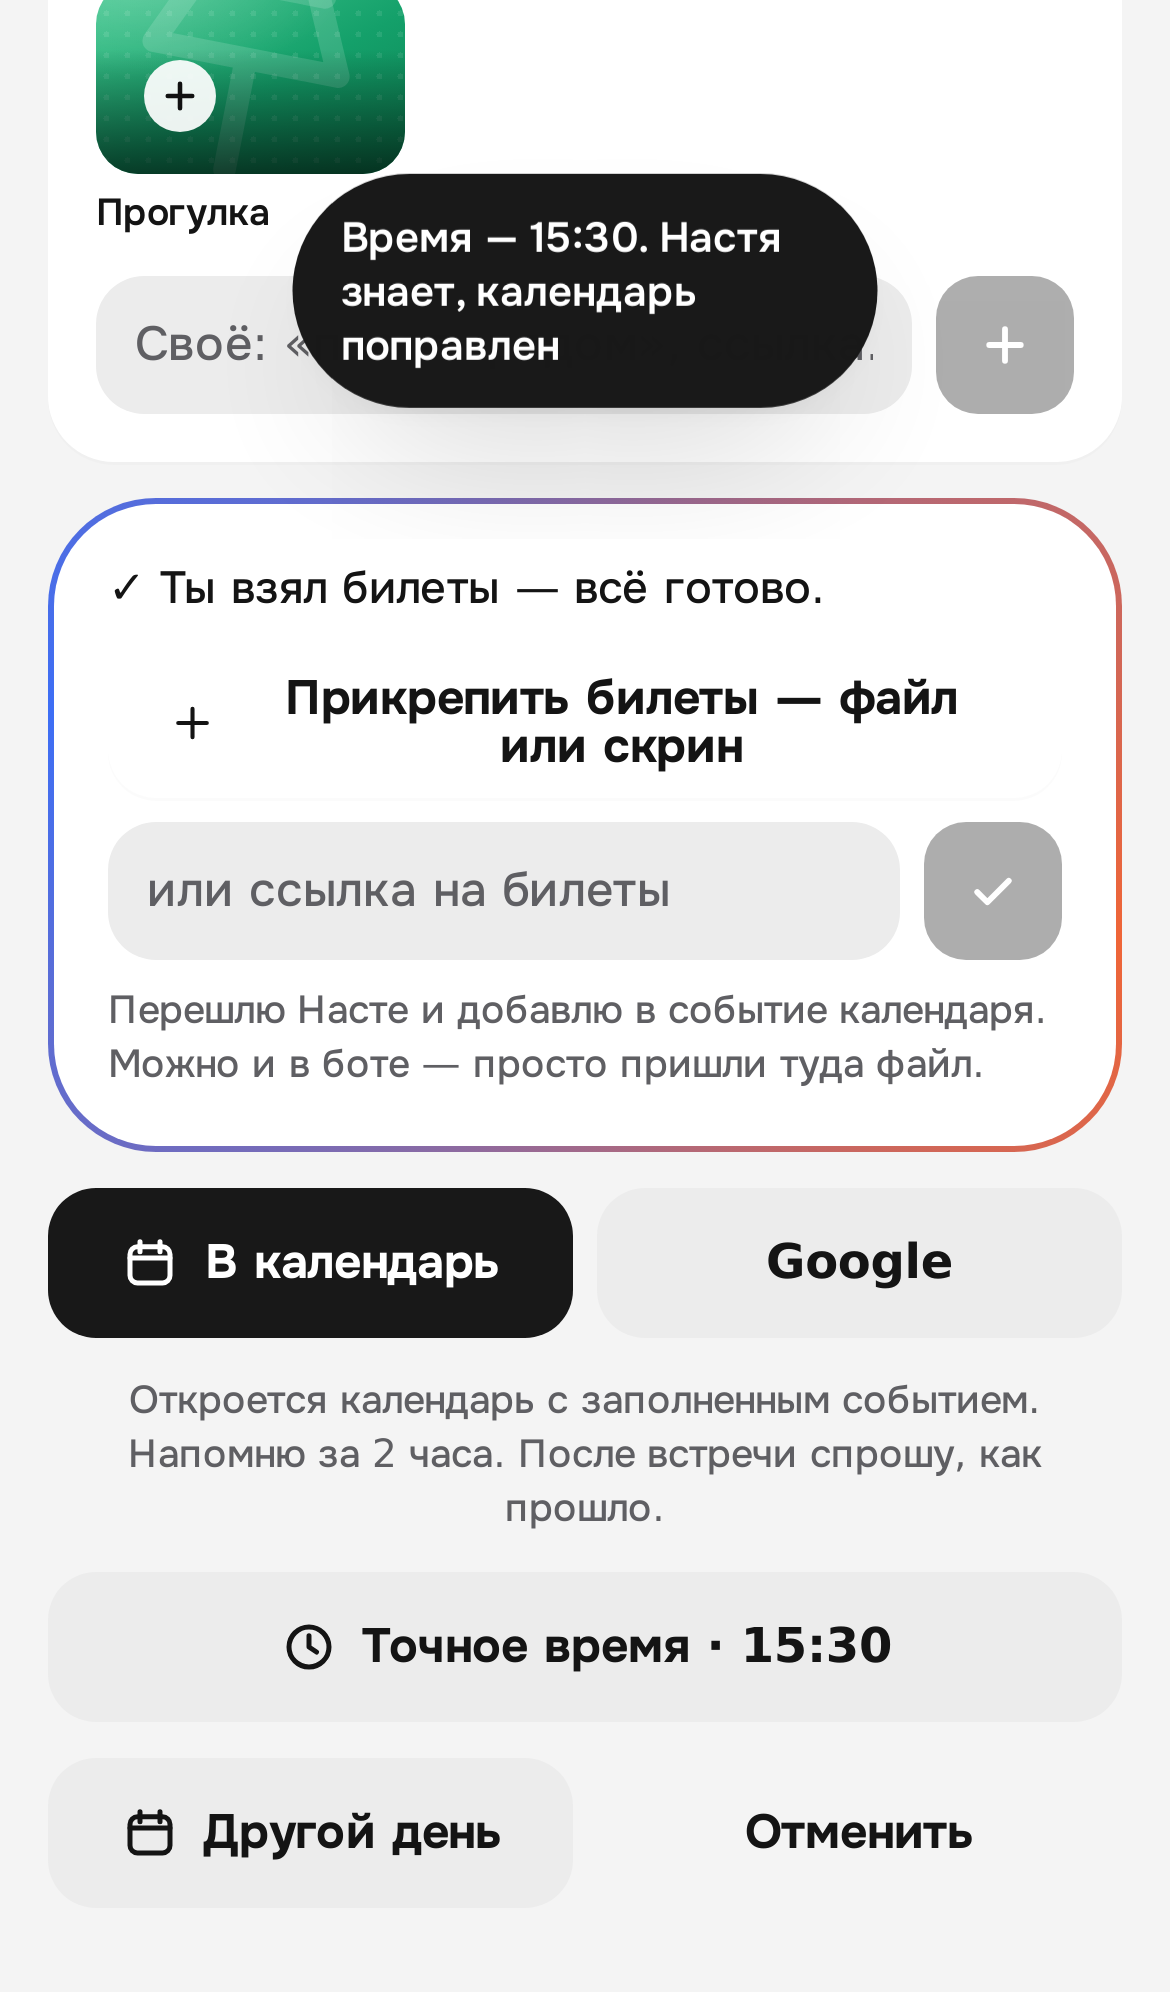 Прогулка
Время — 15:30. Настя
знает, календарь
поправлен
Своё: «
✓ Ты взял билеты — всё готово.
Прикрепить билеты — файл
или скрин
или ссылка на билеты
Перешлю Насте и добавлю в событие календаря.
Можно и в боте — просто пришли туда файл.
В календарь
Google
Откроется календарь с заполненным событием.
Напомню за 2 часа. После встречи спрошу, как
прошло.
Точное время · 15:30
Другой день
Отменить